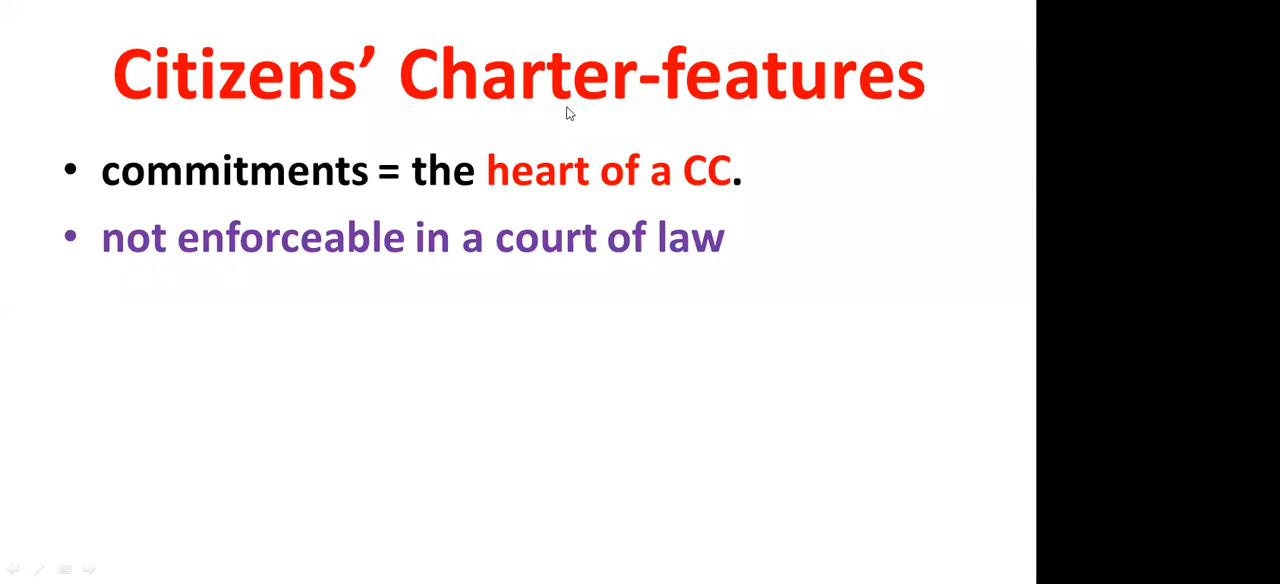 Citizens’ Charter-features
• commitments = the heart of a CC.
• not enforceable in a court of law